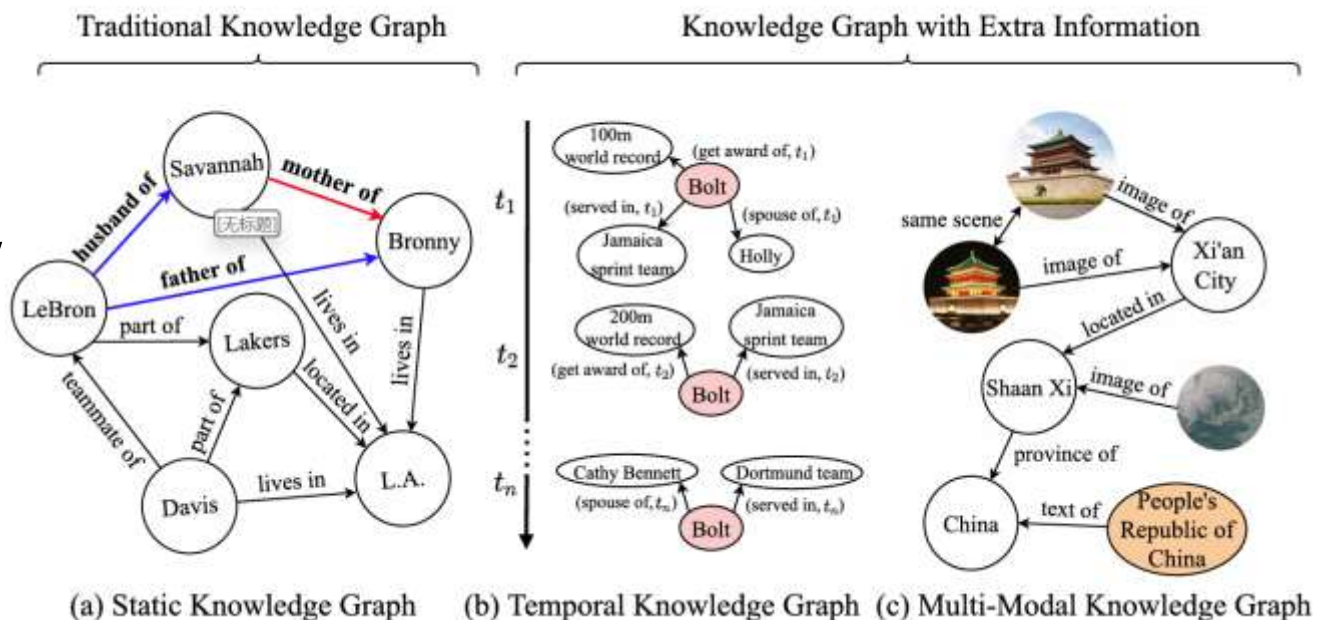 Traditional Knowledge Graph
Knowledge Graph with Extra Information
Savannah
husband of
mother of
[无标题]
Bronny
father of
LeBron
part of
Lakers
lives in
lives in
located in
teammate of
part of
Davis
lives in
L.A.
(a) Static Knowledge Graph
t₁
100m
world record
(get award of, t₁)
Bolt
(served in, t₁)
(spouse of, t₁)
Jamaica
sprint team
Holly
t₂
200m
world record
Jamaica
sprint team
(get award of, t₂)
(served in, t₂)
Bolt
tₙ
Cathy Bennett
Dortmund team
(spouse of, tₙ)
(served in, tₙ)
Bolt
(b) Temporal Knowledge Graph
image of
same scene
image of
Xi'an
City
located in
Shaan Xi
image of
province of
China
text of
People's
Republic of
China
(c) Multi-Modal Knowledge Graph